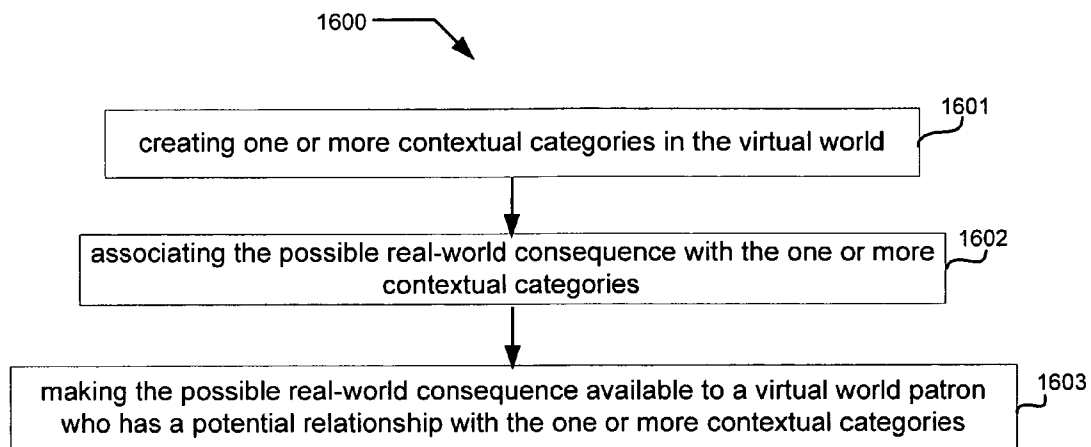 1600
1601
creating one or more contextual categories in the virtual world
1602
associating the possible real-world consequence with the one or more
contextual categories
1603
making the possible real-world consequence available to a virtual world patron
who has a potential relationship with the one or more contextual categories